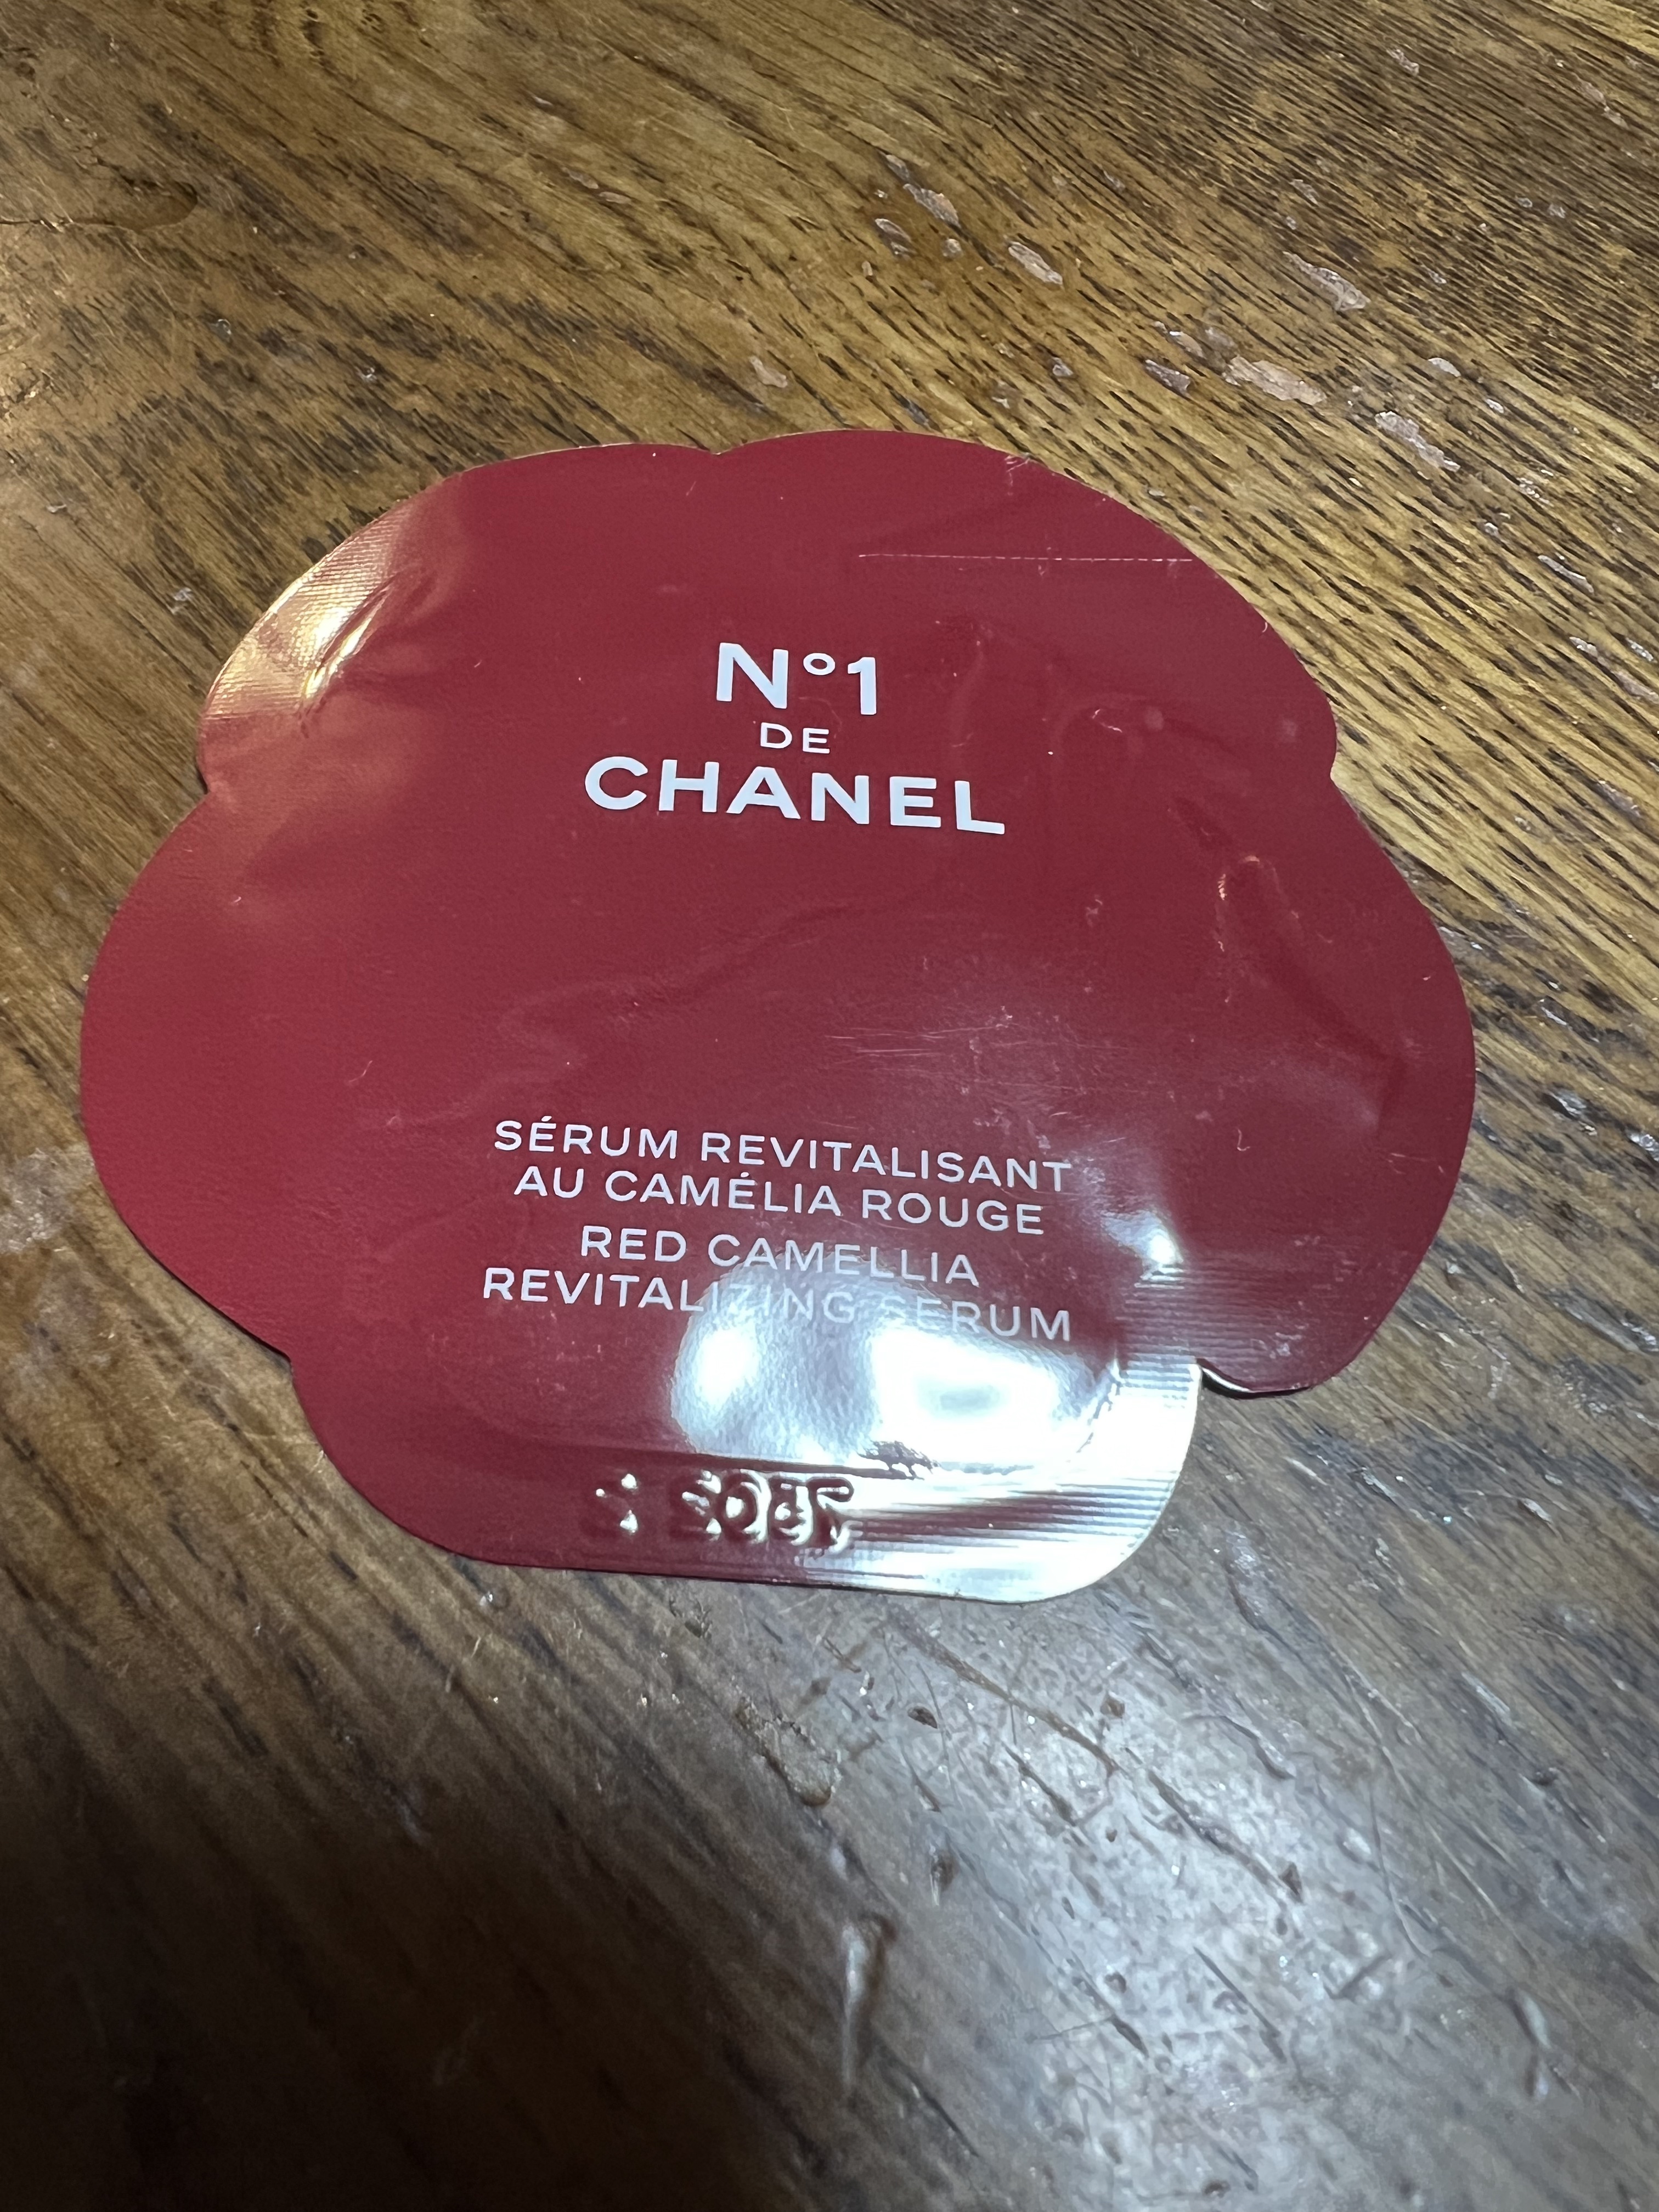 N°1
DE
CHANEL
SÉRUM REVITALISANT
AU CAMÉLIA ROUGE
RED CAMELLIA
REVITALIZING SERUM